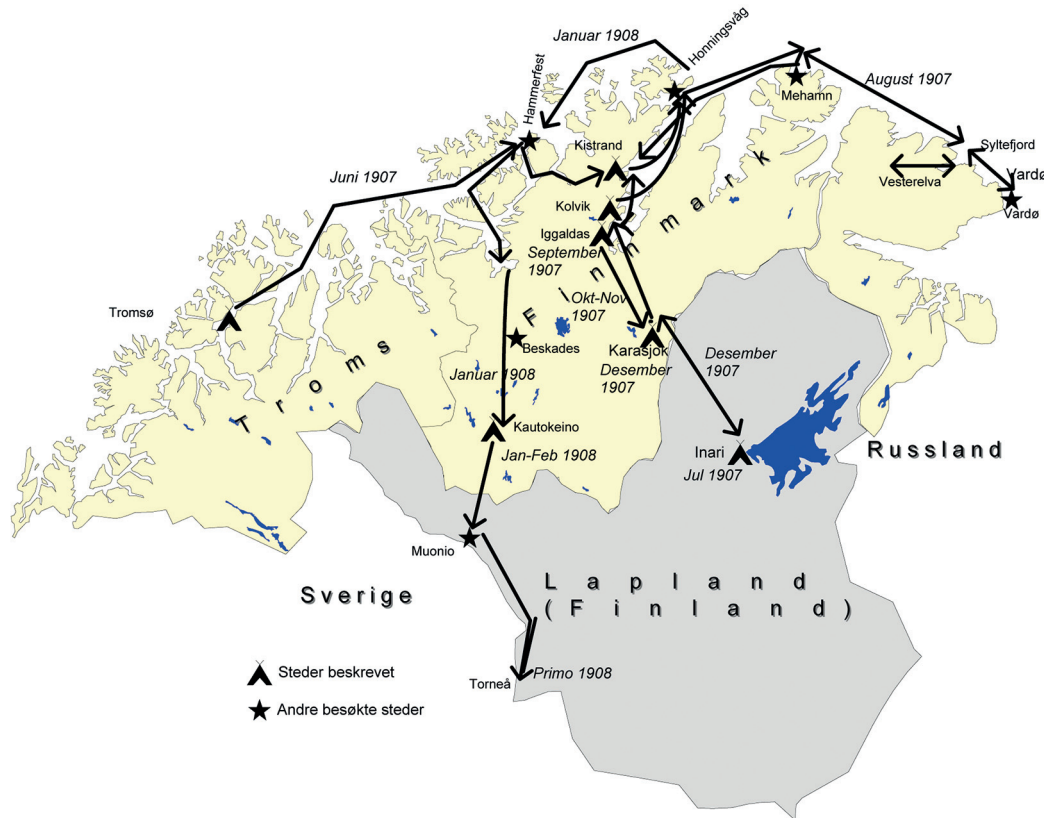 Januar 1908
Honningsvåg
Hammerfest
Mehamn
August 1907
Kistrand
Syltefjord
Vesterelva
Vardø
Vardø
Juni 1907
Kolvik
Iggaldas
September
1907
Finnmark
Okt-Nov
1907
Tromsø
Troms
Beskades
Karasjok
Desember
1907
Desember
1907
Januar 1908
Kautokeino
Jan-Feb 1908
Inari
Jul 1907
Russland
Muonio
Sverige
Lapland
(Finland)
Steder beskrevet
Torneå
Primo 1908
Andre besøkte steder